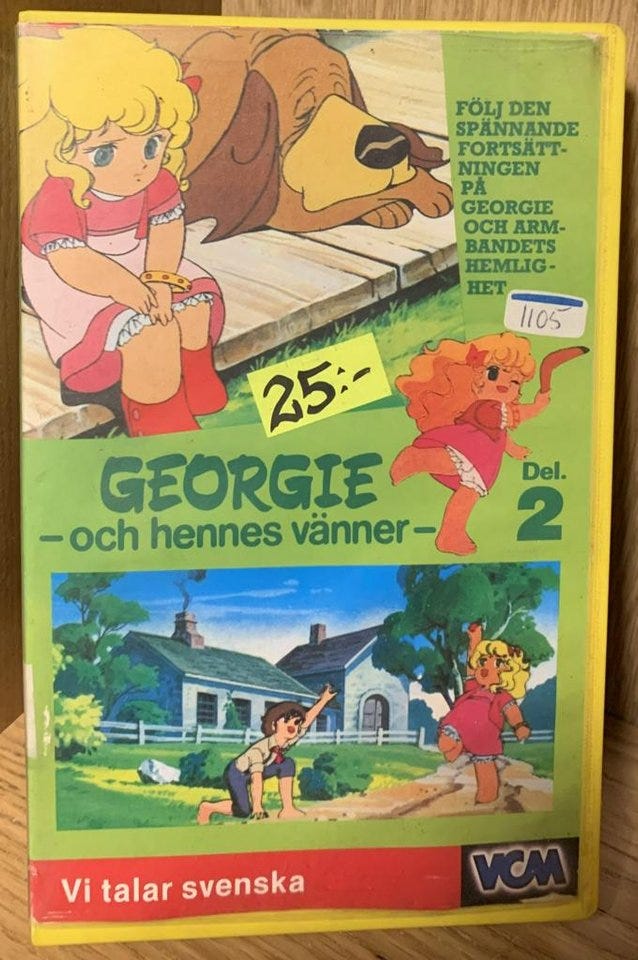 FÖLJ DEN
SPÄNNANDE
FORTSÄTT-
NINGEN
PÅ
GEORGIE
OCH ARM-
BANDETS
HEMLIG-
HET
1105
25:-
GEORGIE
- och hennes vänner -
Del.
2
Vi talar svenska
VCM